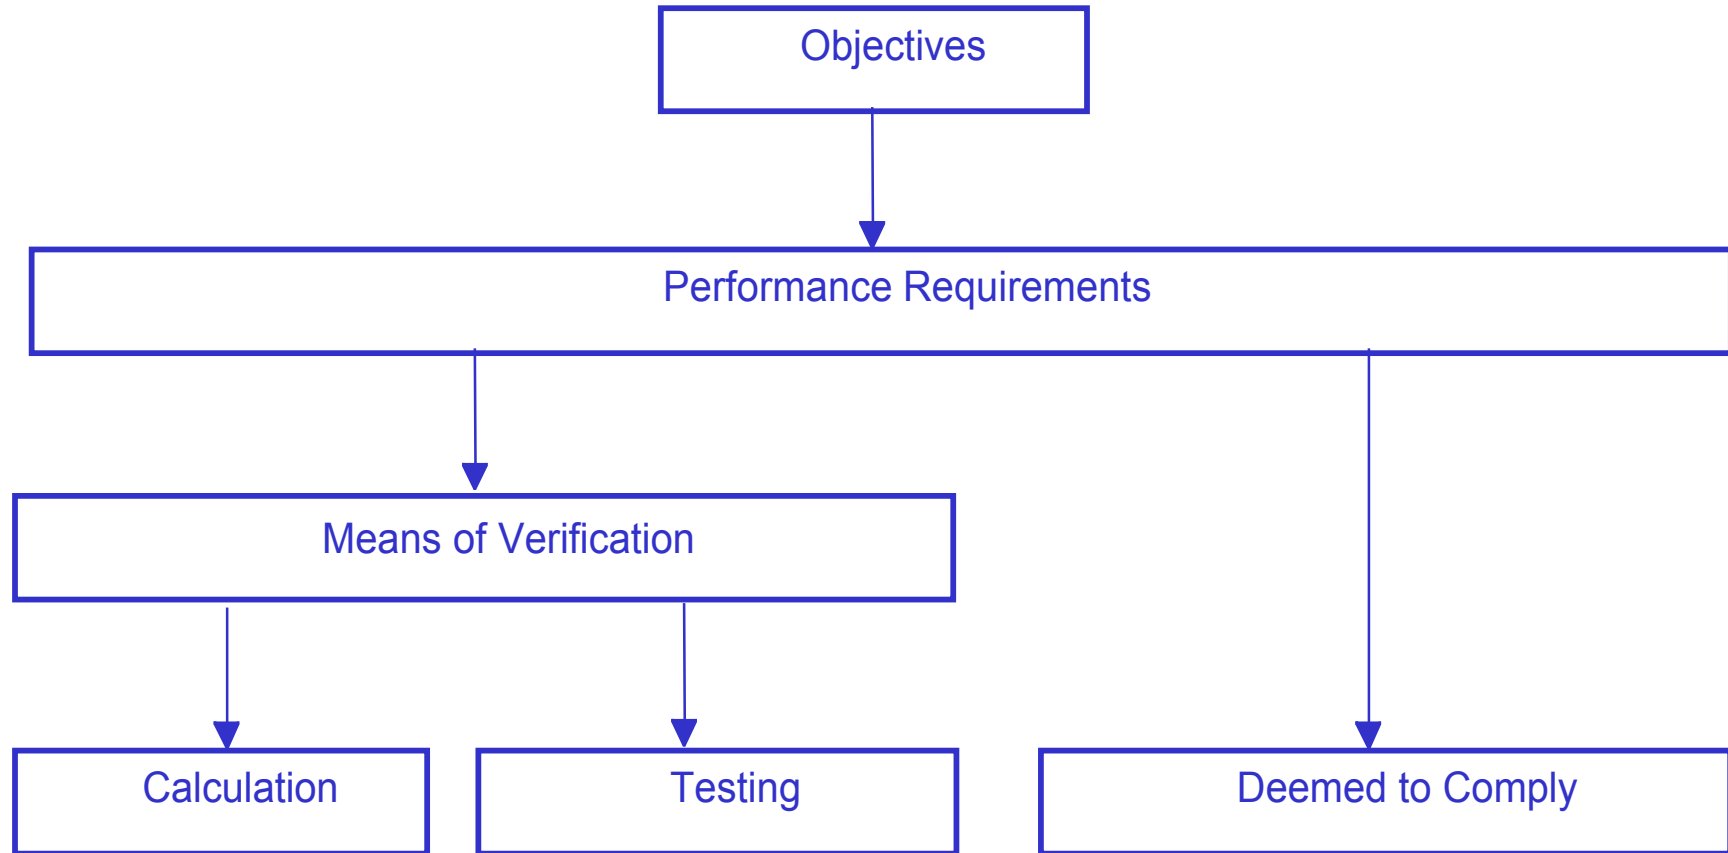 Objectives
Performance Requirements
Means of Verification
Calculation
Testing
Deemed to Comply